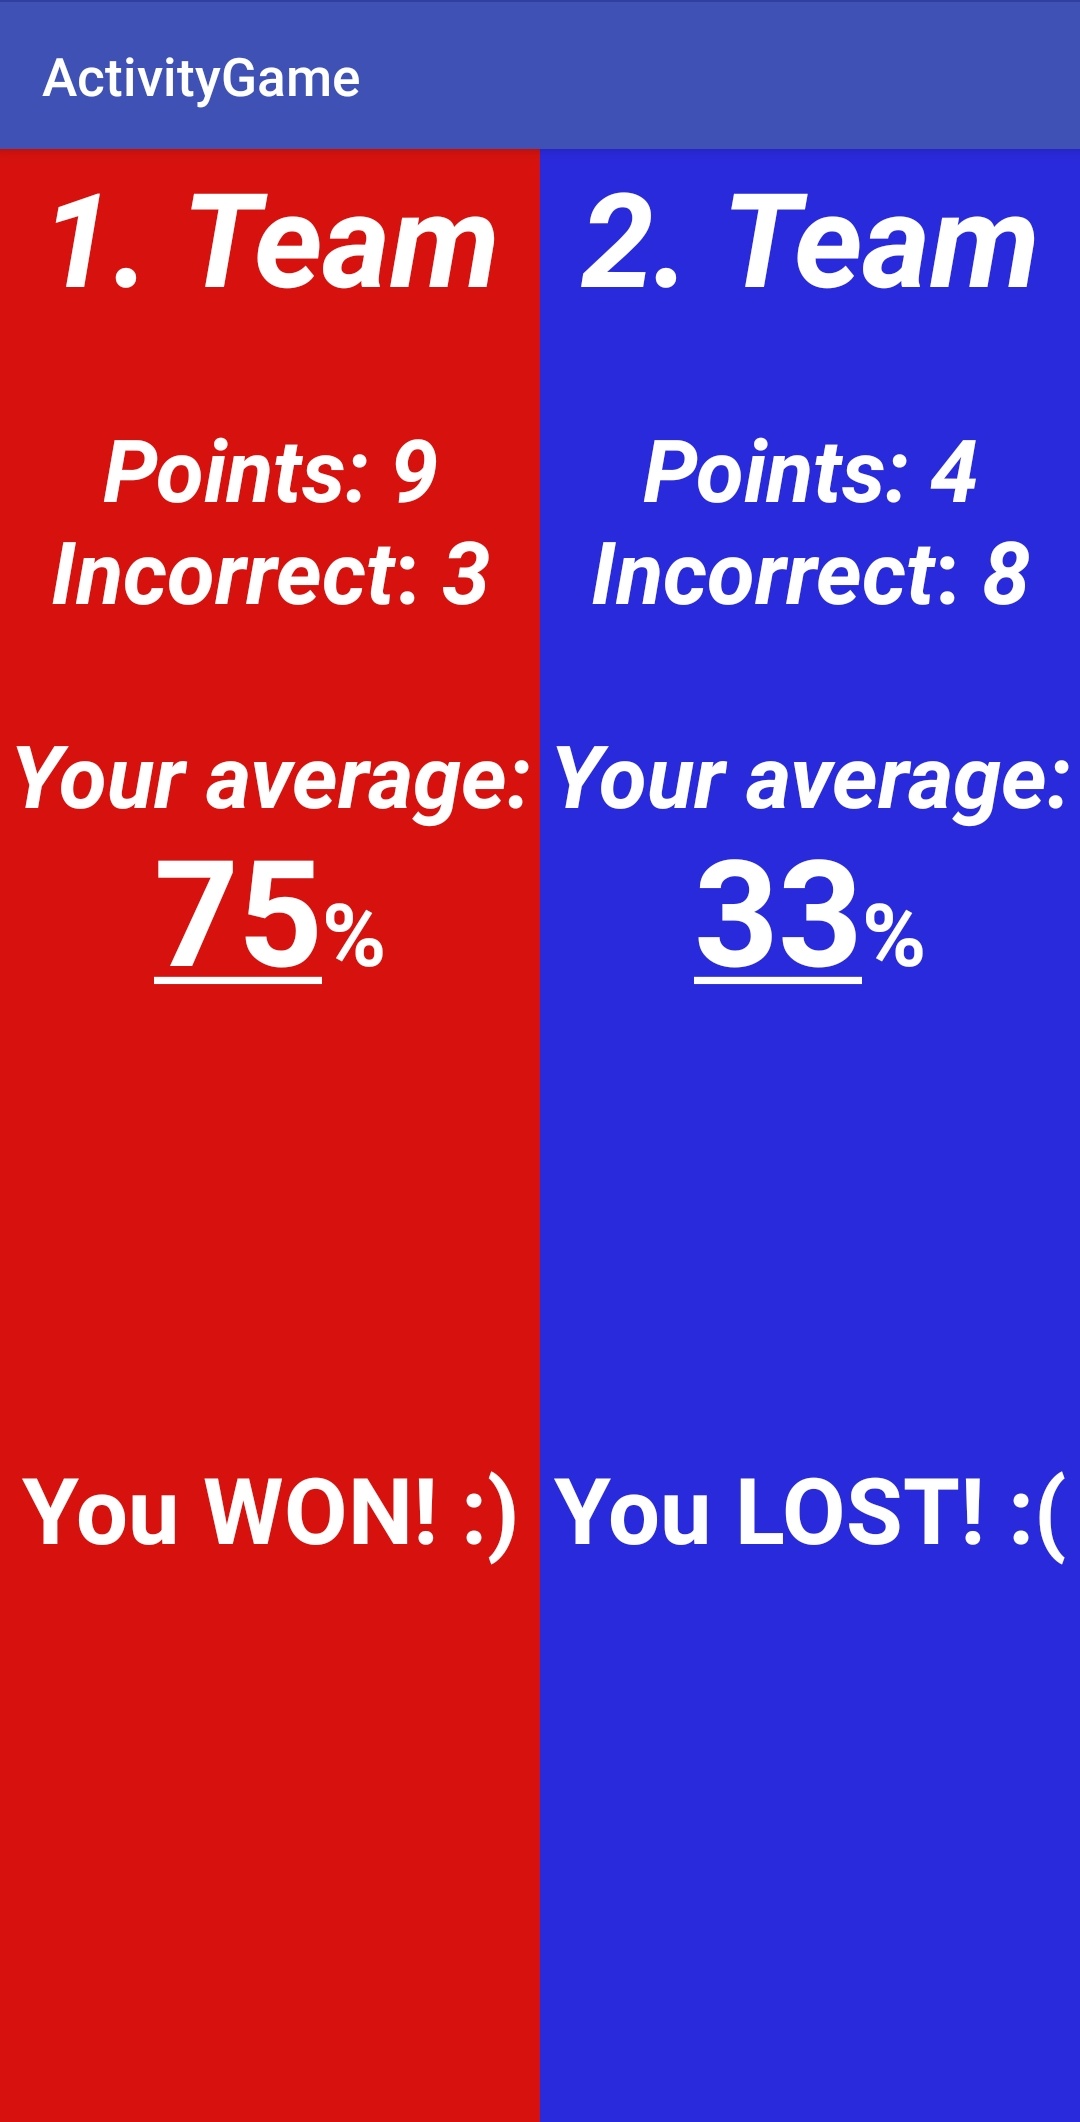 ActivityGame
1. Team
Points: 9
Incorrect: 3
Your average:
75%
You WON! :)
2. Team
Points: 4
Incorrect: 8
Your average:
33%
You LOST! :(